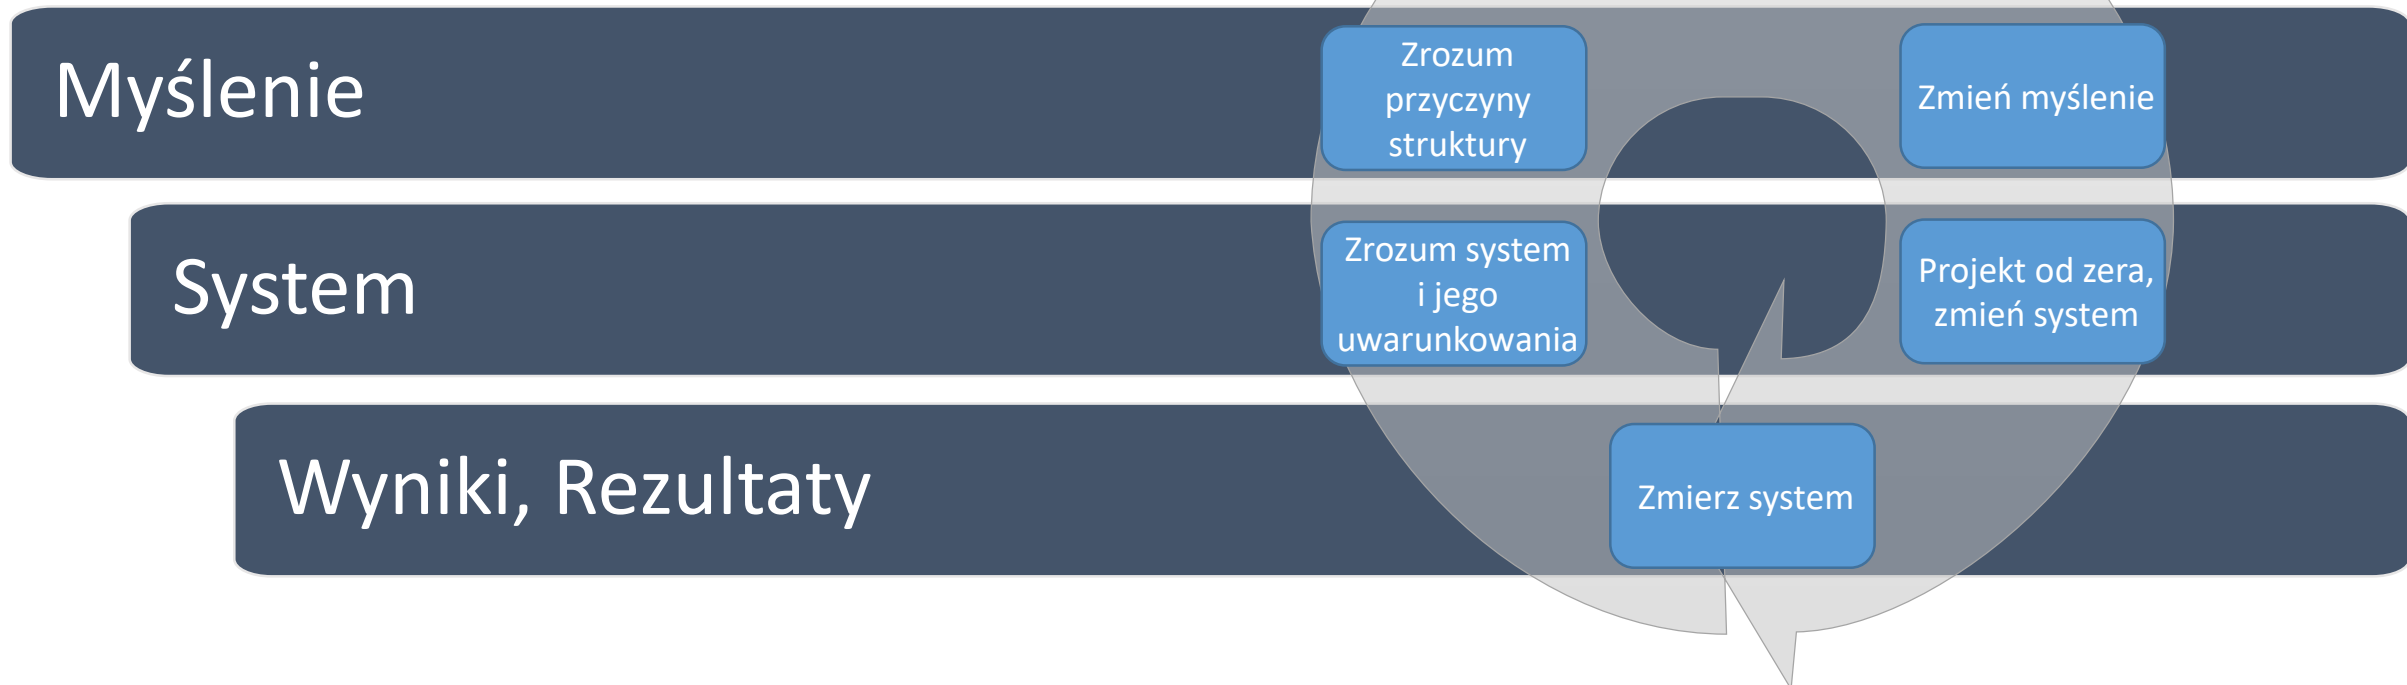 Myślenie
Zrozum
przyczyny
struktury
Zmień myślenie
System
Zrozum system
i jego
uwarunkowania
Projekt od zera,
zmień system
Wyniki, Rezultaty
Zmierz system